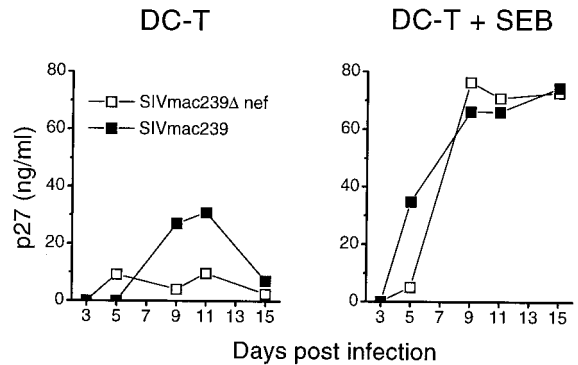 DC-T
DC-T + SEB
80
60
40
20
0
p27 (ng/ml)
SIVmac239Δ nef
SIVmac239
3 5 7 9 11 13 15
80
60
40
20
0
3 5 7 9 11 13 15
Days post infection